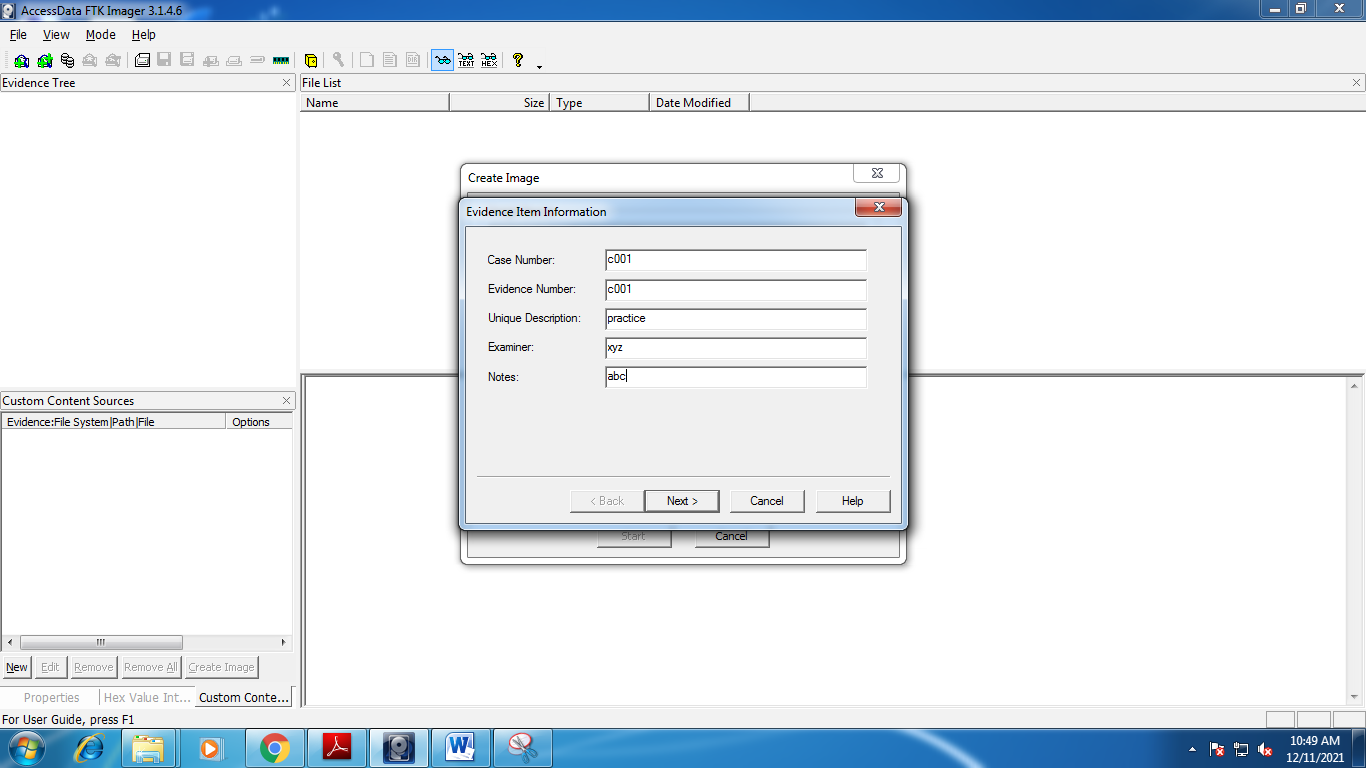 AccessData FTK Imager 3.1.4.6
File View Mode Help
TEXT HEX
Evidence Tree
File List
Name Size Type Date Modified
Create Image
Evidence Item Information
Case Number: c001
Evidence Number: c001
Unique Description: practice
Examiner: xyz
Notes: abc
< Back Next > Cancel Help
Start Cancel
Custom Content Sources
Evidence:File System|Path|File Options
New Edit Remove Remove All Create Image
Properties Hex Value Int... Custom Conte...
For User Guide, press F1
10:49 AM
12/11/2021